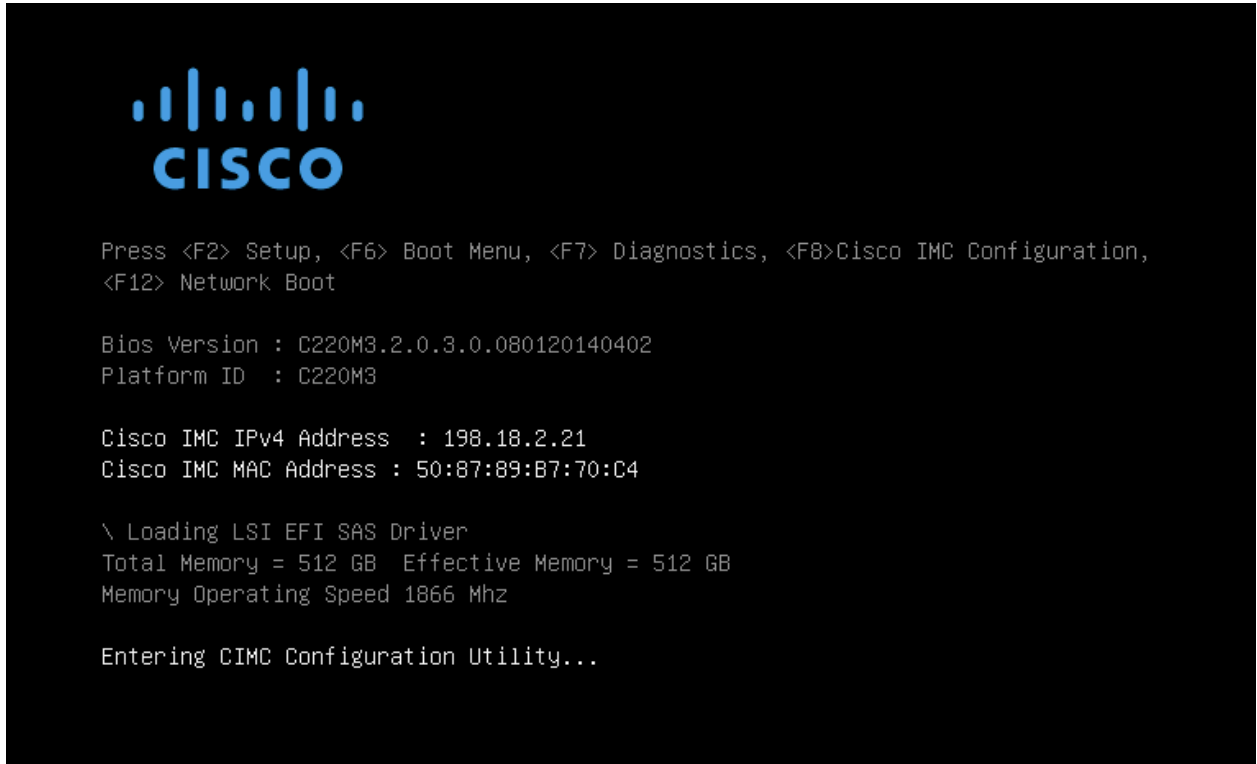 CISCO
Press <F2> Setup, <F6> Boot Menu, <F7> Diagnostics, <F8>Cisco IMC Configuration,
<F12> Network Boot
Bios Version : C220M3.2.0.3.0.080120140402
Platform ID  : C220M3
Cisco IMC IPv4 Address  : 198.18.2.21
Cisco IMC MAC Address : 50:87:89:B7:70:C4
\ Loading LSI EFI SAS Driver
Total Memory = 512 GB  Effective Memory = 512 GB
Memory Operating Speed 1866 Mhz
Entering CIMC Configuration Utility...